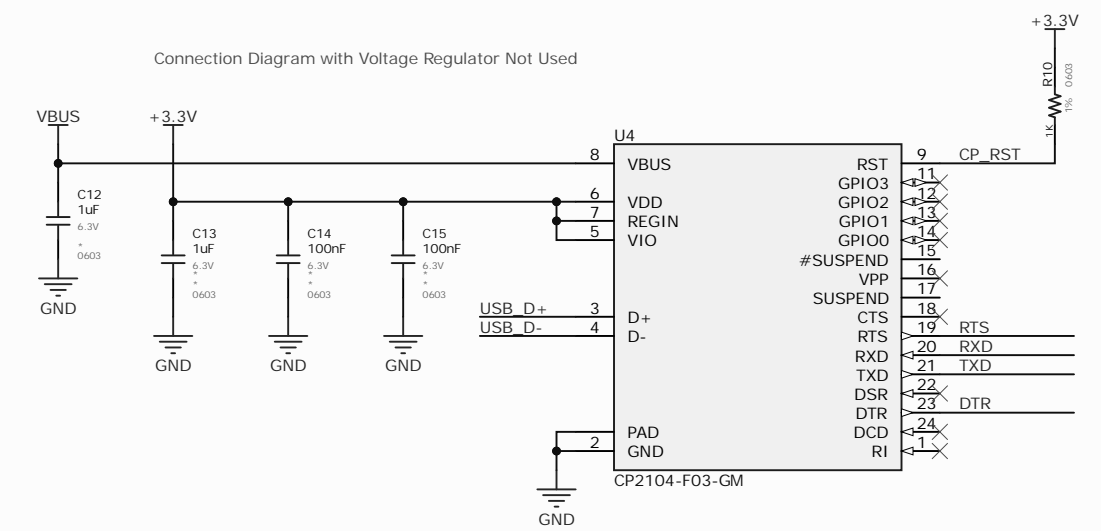 +3.3V
Connection Diagram with Voltage Regulator Not Used
R10
0603
1%
1K
VBUS
+3.3V
U4
8 VBUS
RST 9 CP_RST
GPIO3 11
C12
1uF
6.3V
*
0603
6 VDD
GPIO2 12
7 REGIN
GPIO1 13
5 VIO
GPIO0 14
C13
1uF
6.3V
*
*
0603
C14
100nF
6.3V
*
*
0603
C15
100nF
6.3V
*
*
0603
#SUSPEND 15
VPP 16
SUSPEND 17
GND
USB_D+ 3 D+
CTS 18
USB_D- 4 D-
RTS 19 RTS
RXD 20 RXD
GND
GND
GND
TXD 21 TXD
DSR 22
DTR 23 DTR
PAD
DCD 24
2 GND
RI 1
CP2104-F03-GM
GND